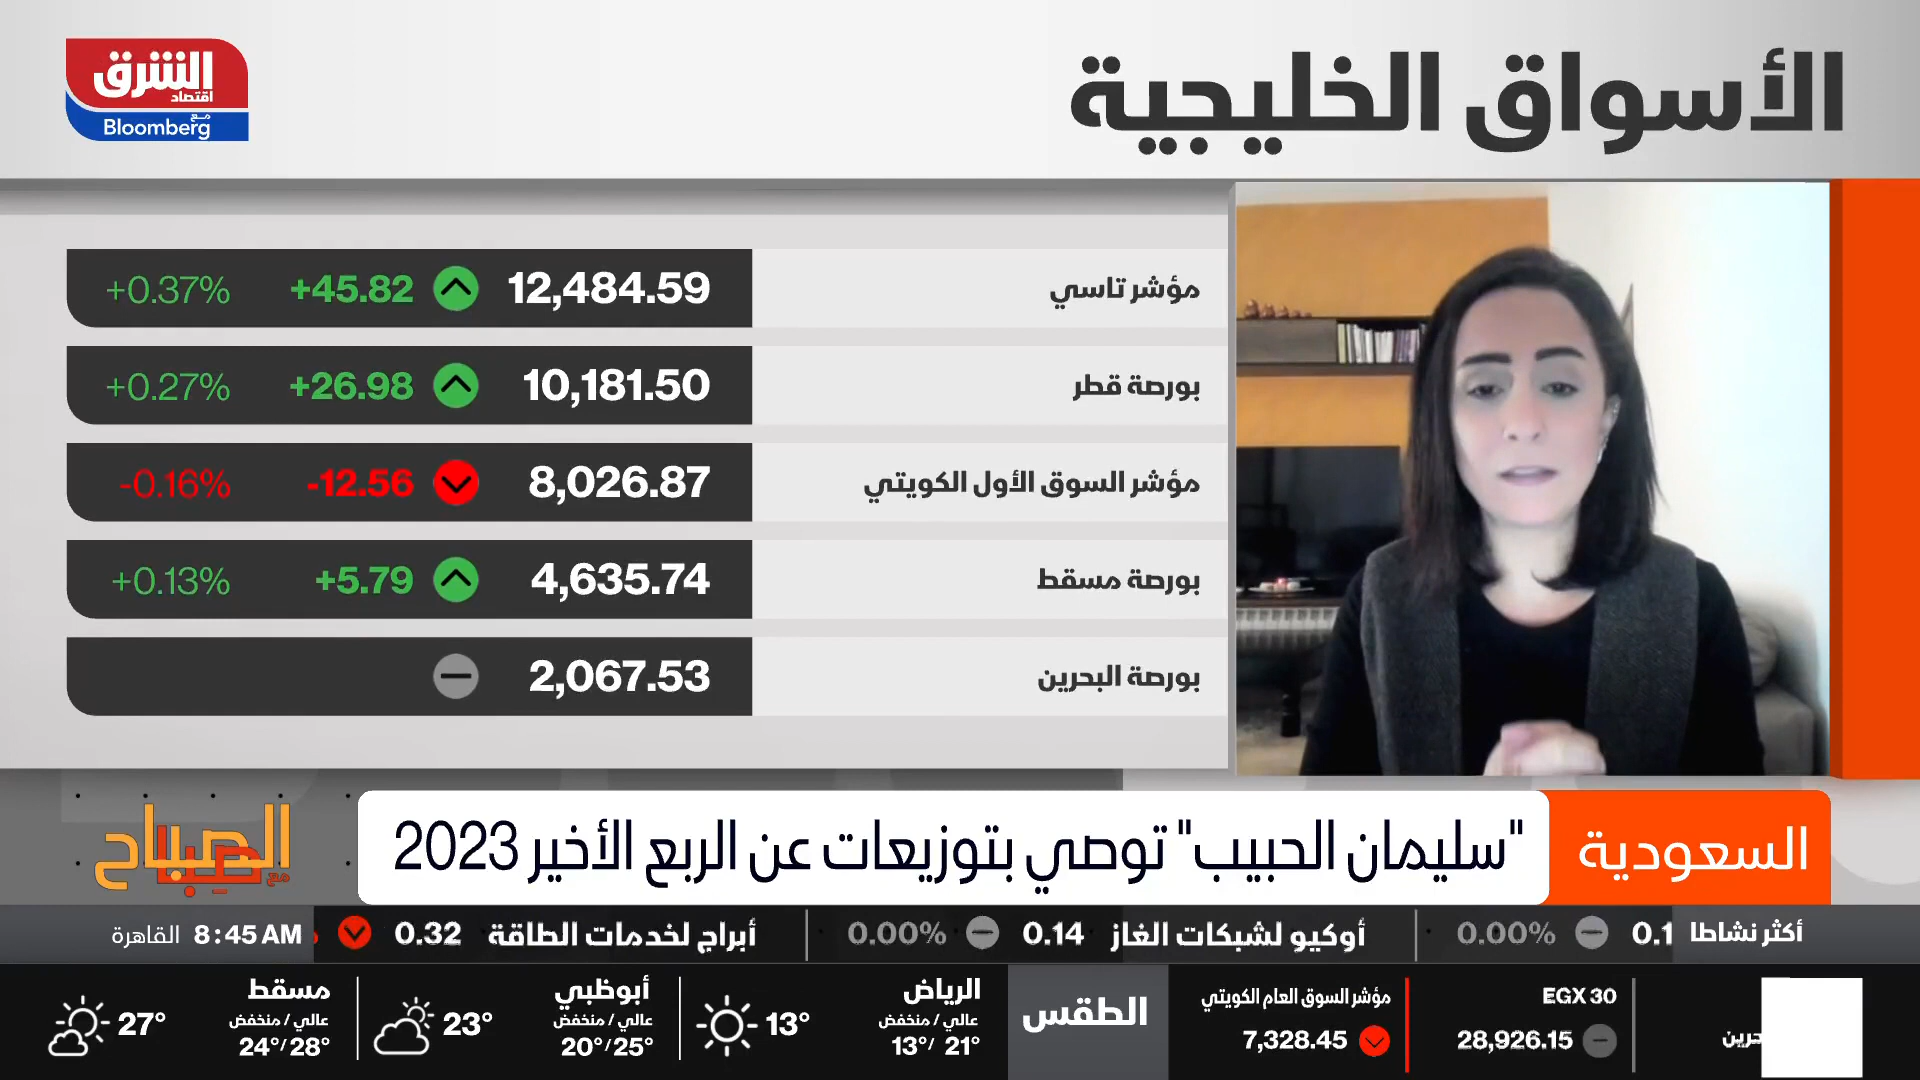 الأسواق الخليجية
الشرق
اقتصاد
مع
Bloomberg
مؤشر تاسي 12,484.59 +45.82 +0.37%
بورصة قطر 10,181.50 +26.98 +0.27%
مؤشر السوق الأول الكويتي 8,026.87 -12.56 -0.16%
بورصة مسقط 4,635.74 +5.79 +0.13%
بورصة البحرين 2,067.53
السعودية
"سليمان الحبيب" توصي بتوزيعات عن الربع الأخير 2023
الصباح
مع صبا
أكثر نشاطا 0.1 0.00% أوكيو لشبكات الغاز 0.14 0.00% أبراج لخدمات الطاقة 0.32
8:45 AM القاهرة
EGX 30
28,926.15
مؤشر السوق العام الكويتي
7,328.45
الطقس
الرياض
عالي / منخفض
13°/ 21°
13°
أبوظبي
عالي / منخفض
20°/25°
23°
مسقط
عالي / منخفض
24°/28°
27°